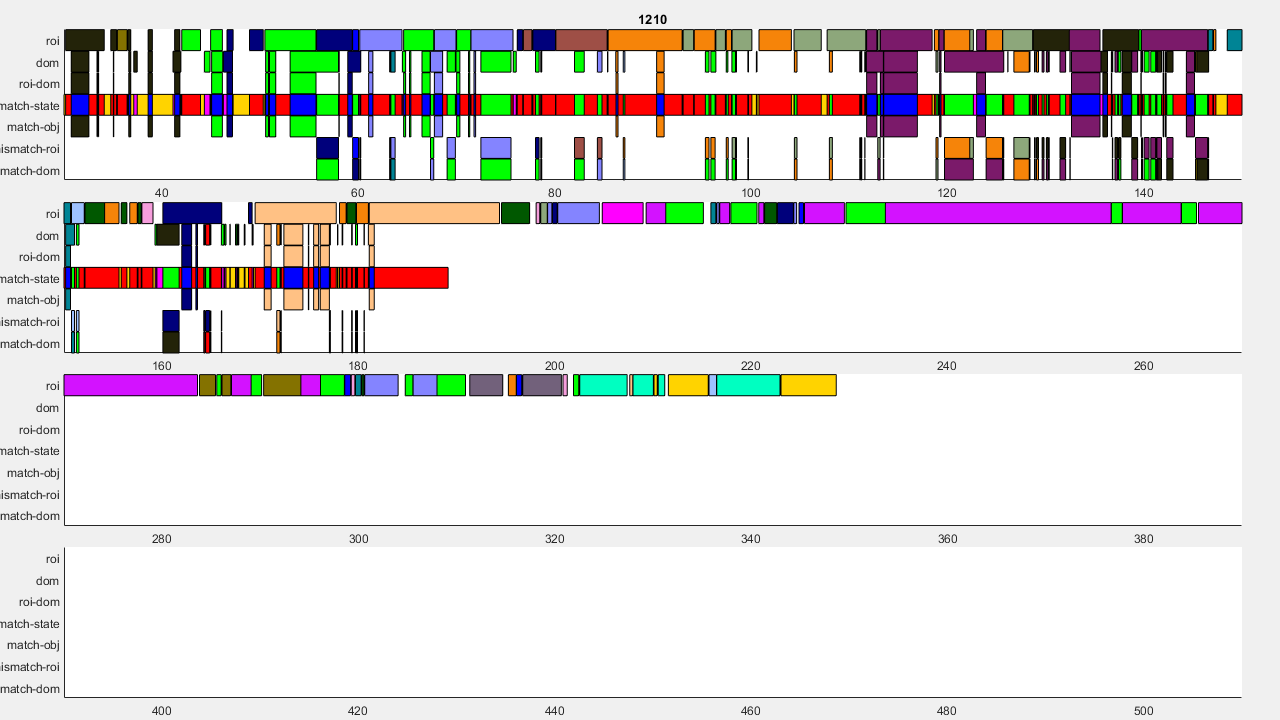 1210
roi
dom
roi-dom
match-state
match-obj
ismatch-roi
match-dom
40 60 80 100 120 140
roi
dom
roi-dom
match-state
match-obj
ismatch-roi
match-dom
160 180 200 220 240 260
roi
dom
roi-dom
match-state
match-obj
ismatch-roi
match-dom
280 300 320 340 360 380
roi
dom
roi-dom
match-state
match-obj
ismatch-roi
match-dom
400 420 440 460 480 500